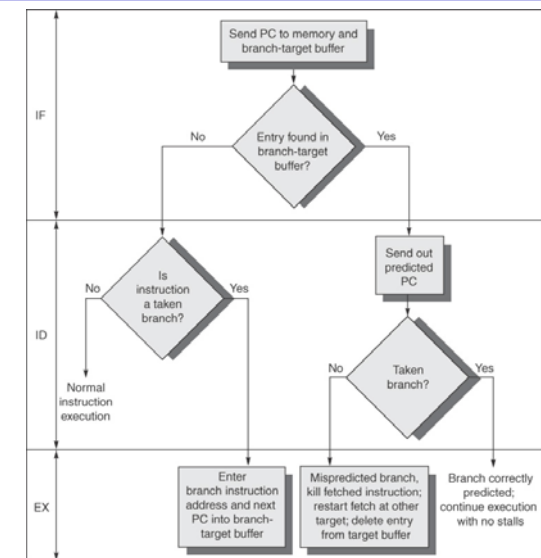 Send PC to memory and
branch-target buffer
IF
No
Entry found in
branch-target
buffer?
Yes
ID
No
Is
instruction
a taken
branch?
Yes
Send out
predicted
PC
No
Taken
branch?
Yes
Normal
instruction
execution
EX
Enter
branch instruction
address and next
PC into branch-
target buffer
Mispredicted branch,
kill fetched instruction;
restart fetch at other
target; delete entry
from target buffer
Branch correctly
predicted;
continue execution
with no stalls